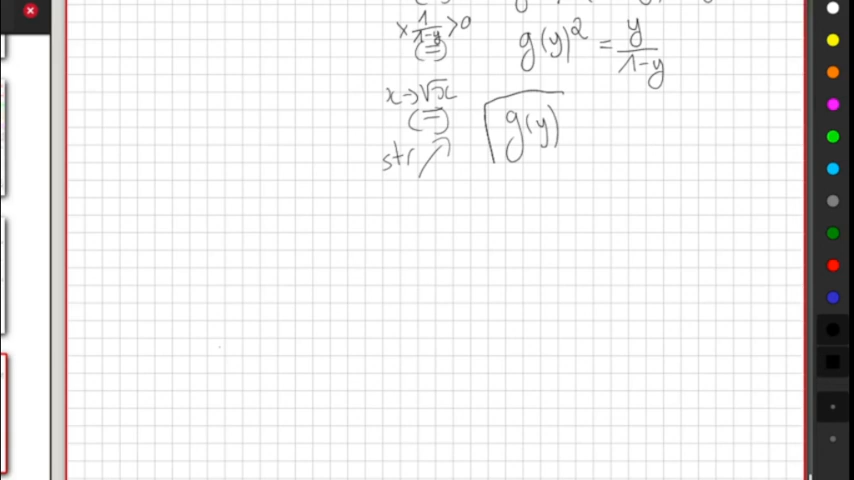 × 1/(1-y) > 0
(=) g(y)² = y/(1-y)
x → √x
(=) g(y)
str ↗